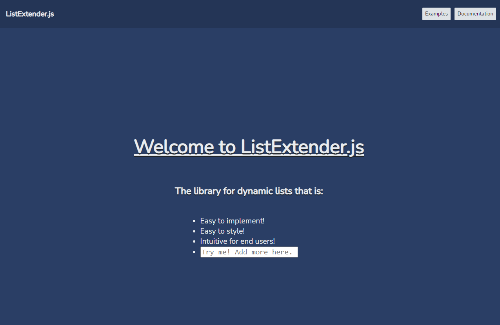 ListExtender.js
Examples
Documentation
Welcome to ListExtender.js
The library for dynamic lists that is:
Easy to implement!
Easy to style!
Intuitive for end users!
Try me! Add more here.